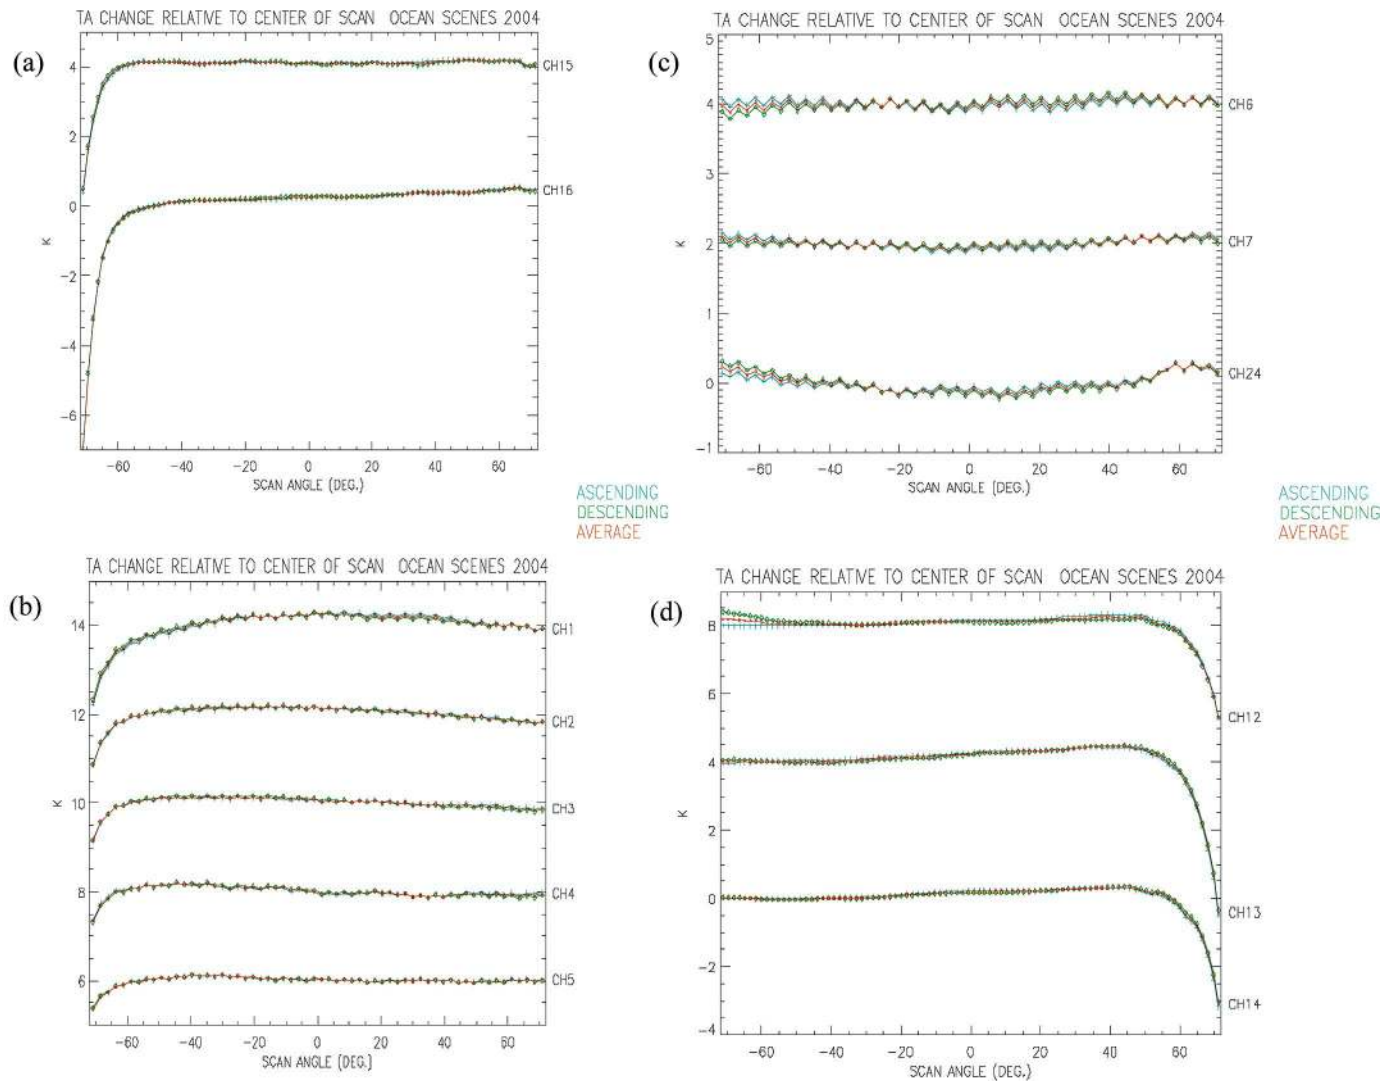 (a)
TA CHANGE RELATIVE TO CENTER OF SCAN OCEAN SCENES 2004
4
2
0
−2
−4
−6
K
CH15
CH16
−60 −40 −20 0 20 40 60
SCAN ANGLE (DEG.)
ASCENDING
DESCENDING
AVERAGE
(b)
TA CHANGE RELATIVE TO CENTER OF SCAN OCEAN SCENES 2004
14
12
10
8
6
K
CH1
CH2
CH3
CH4
CH5
−60 −40 −20 0 20 40 60
SCAN ANGLE (DEG.)
(c)
TA CHANGE RELATIVE TO CENTER OF SCAN OCEAN SCENES 2004
5
4
3
2
1
0
−1
K
CH6
CH7
CH24
−60 −40 −20 0 20 40 60
SCAN ANGLE (DEG.)
ASCENDING
DESCENDING
AVERAGE
(d)
TA CHANGE RELATIVE TO CENTER OF SCAN OCEAN SCENES 2004
8
6
4
2
0
−2
−4
K
CH12
CH13
CH14
−60 −40 −20 0 20 40 60
SCAN ANGLE (DEG.)